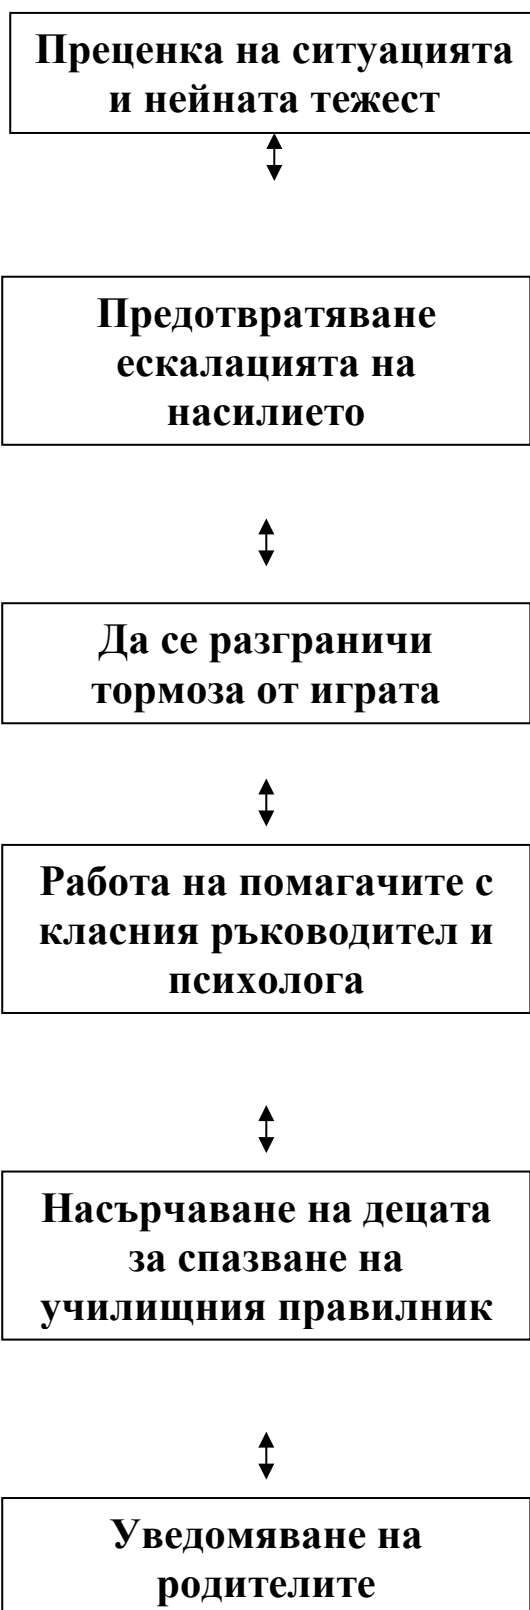 Преценка на ситуацията
и нейната тежест
Предотвратяване
ескалацията на
насилието
Да се разграничи
тормоза от играта
Работа на помагачите с
класния ръководител и
психолога
Насърчаване на децата
за спазване на
училищния правилник
Уведомяване на
родителите